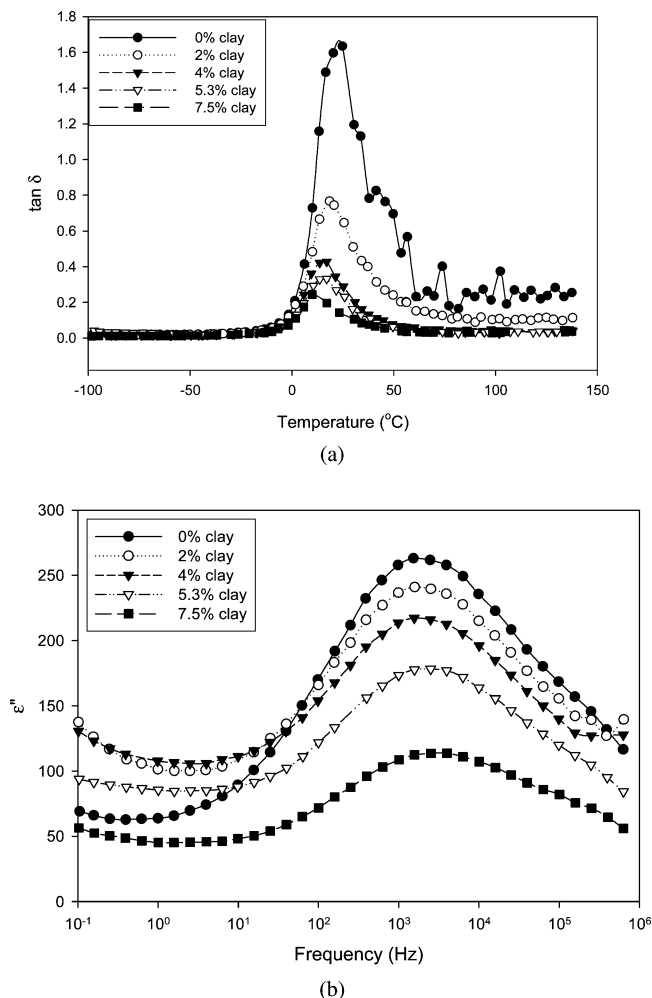 1.8
1.6
1.4
1.2
1.0
0.8
0.6
0.4
0.2
0.0
tan δ
0% clay
2% clay
4% clay
5.3% clay
7.5% clay
-100 -50 0 50 100 150
Temperature (°C)
(a)
300
250
200
150
100
50
0
ε"
0% clay
2% clay
4% clay
5.3% clay
7.5% clay
10⁻¹ 10⁰ 10¹ 10² 10³ 10⁴ 10⁵ 10⁶
Frequency (Hz)
(b)